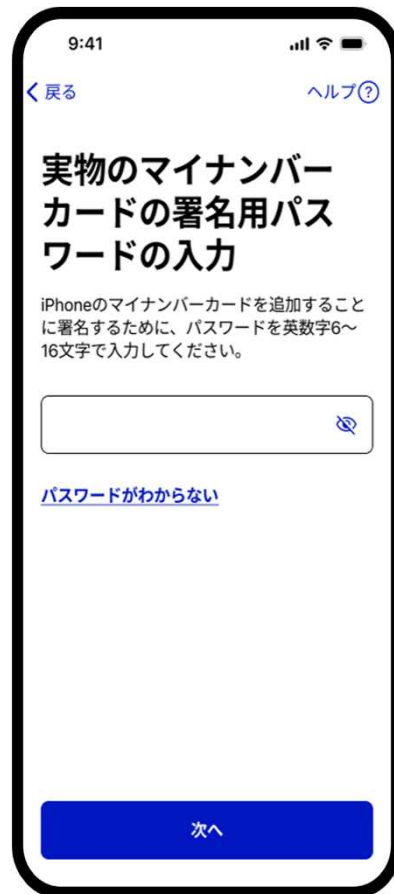 9:41
戻る
ヘルプ?
実物のマイナンバー
カードの署名用パス
ワードの入力
iPhoneのマイナンバーカードを追加すること
に署名するために、パスワードを英数字6～
16文字で入力してください。
パスワードがわからない
次へ